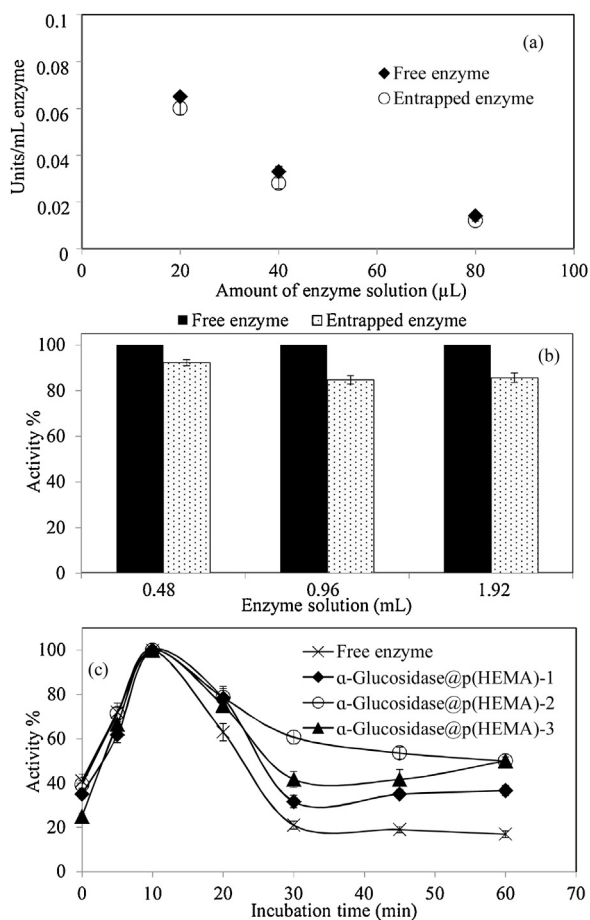 0.1
(a)
Free enzyme
Entrapped enzyme
0.08
0.06
0.04
0.02
0
Units/mL enzyme
0 20 40 60 80 100
Amount of enzyme solution (µL)
Free enzyme Entrapped enzyme
100
(b)
80
60
40
20
0
Activity %
0.48 0.96 1.92
Enzyme solution (mL)
100
(c)
Free enzyme
α-Glucosidase@p(HEMA)-1
α-Glucosidase@p(HEMA)-2
α-Glucosidase@p(HEMA)-3
80
60
40
20
0
Activity %
0 10 20 30 40 50 60 70
Incubation time (min)